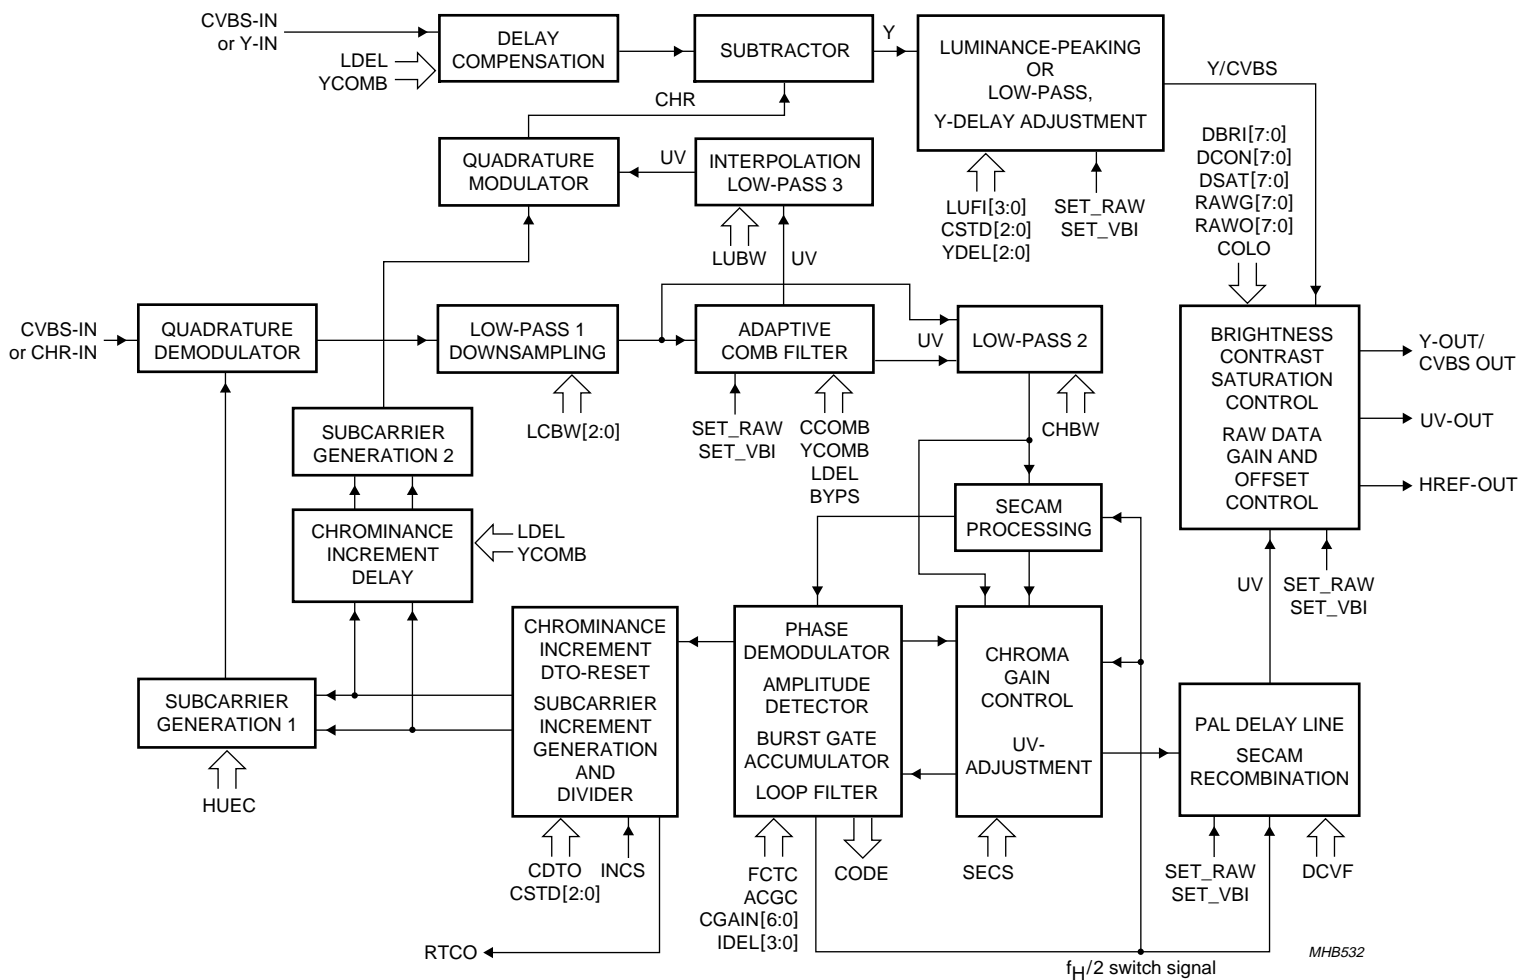 CVBS-IN
or Y-IN
LDEL
YCOMB
DELAY
COMPENSATION
SUBTRACTOR
Y
LUMINANCE-PEAKING
OR
LOW-PASS,
Y-DELAY ADJUSTMENT
Y/CVBS
CHR
QUADRATURE
MODULATOR
UV
INTERPOLATION
LOW-PASS 3
LUBW
UV
LUFI[3:0]
CSTD[2:0]
YDEL[2:0]
SET_RAW
SET_VBI
DBRI[7:0]
DCON[7:0]
DSAT[7:0]
RAWG[7:0]
RAWO[7:0]
COLO
CVBS-IN
or CHR-IN
QUADRATURE
DEMODULATOR
LOW-PASS 1
DOWNSAMPLING
ADAPTIVE
COMB FILTER
UV
LOW-PASS 2
BRIGHTNESS
CONTRAST
SATURATION
CONTROL
RAW DATA
GAIN AND
OFFSET
CONTROL
Y-OUT/
CVBS OUT
UV-OUT
HREF-OUT
LCBW[2:0]
SET_RAW
SET_VBI
CCOMB
YCOMB
LDEL
BYPS
CHBW
SUBCARRIER
GENERATION 2
CHROMINANCE
INCREMENT
DELAY
LDEL
YCOMB
SECAM
PROCESSING
UV
SET_RAW
SET_VBI
SUBCARRIER
GENERATION 1
HUEC
CHROMINANCE
INCREMENT
DTO-RESET
SUBCARRIER
INCREMENT
GENERATION
AND
DIVIDER
PHASE
DEMODULATOR
AMPLITUDE
DETECTOR
BURST GATE
ACCUMULATOR
LOOP FILTER
CHROMA
GAIN
CONTROL
UV-
ADJUSTMENT
PAL DELAY LINE
SECAM
RECOMBINATION
CDTO
CSTD[2:0]
INCS
FCTC
ACGC
CGAIN[6:0]
IDEL[3:0]
CODE
SECS
SET_RAW
SET_VBI
DCVF
RTCO
fH/2 switch signal
MHB532